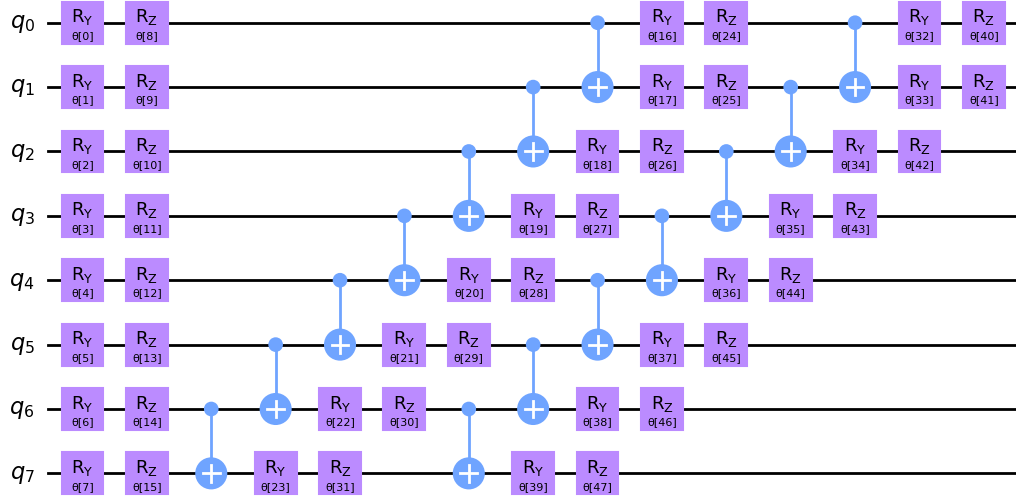 q0 RY θ[0] RZ θ[8] RY θ[16] RZ θ[24] RY θ[32] RZ θ[40]
q1 RY θ[1] RZ θ[9] RY θ[17] RZ θ[25] RY θ[33] RZ θ[41]
q2 RY θ[2] RZ θ[10] RY θ[18] RZ θ[26] RY θ[34] RZ θ[42]
q3 RY θ[3] RZ θ[11] RY θ[19] RZ θ[27] RY θ[35] RZ θ[43]
q4 RY θ[4] RZ θ[12] RY θ[20] RZ θ[28] RY θ[36] RZ θ[44]
q5 RY θ[5] RZ θ[13] RY θ[21] RZ θ[29] RY θ[37] RZ θ[45]
q6 RY θ[6] RZ θ[14] RY θ[22] RZ θ[30] RY θ[38] RZ θ[46]
q7 RY θ[7] RZ θ[15] RY θ[23] RZ θ[31] RY θ[39] RZ θ[47]